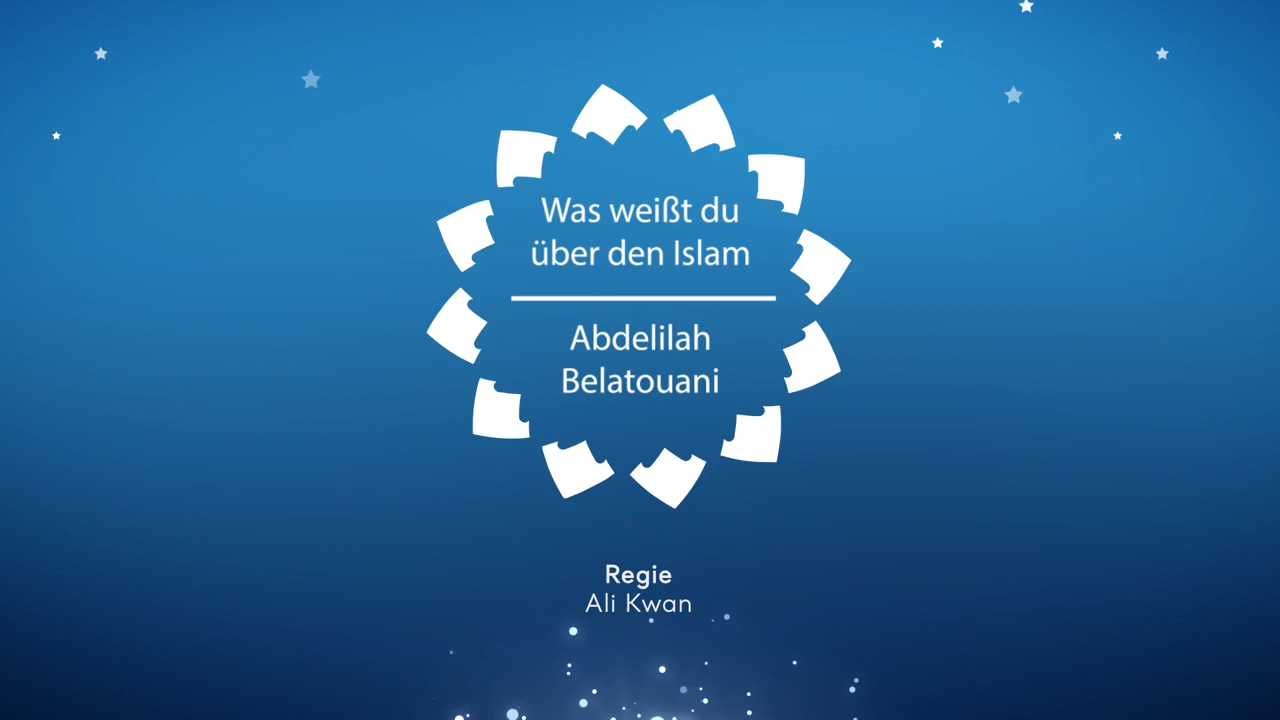 Was weißt du
über den Islam
Abdelilah
Belatouani
Regie
Ali Kwan